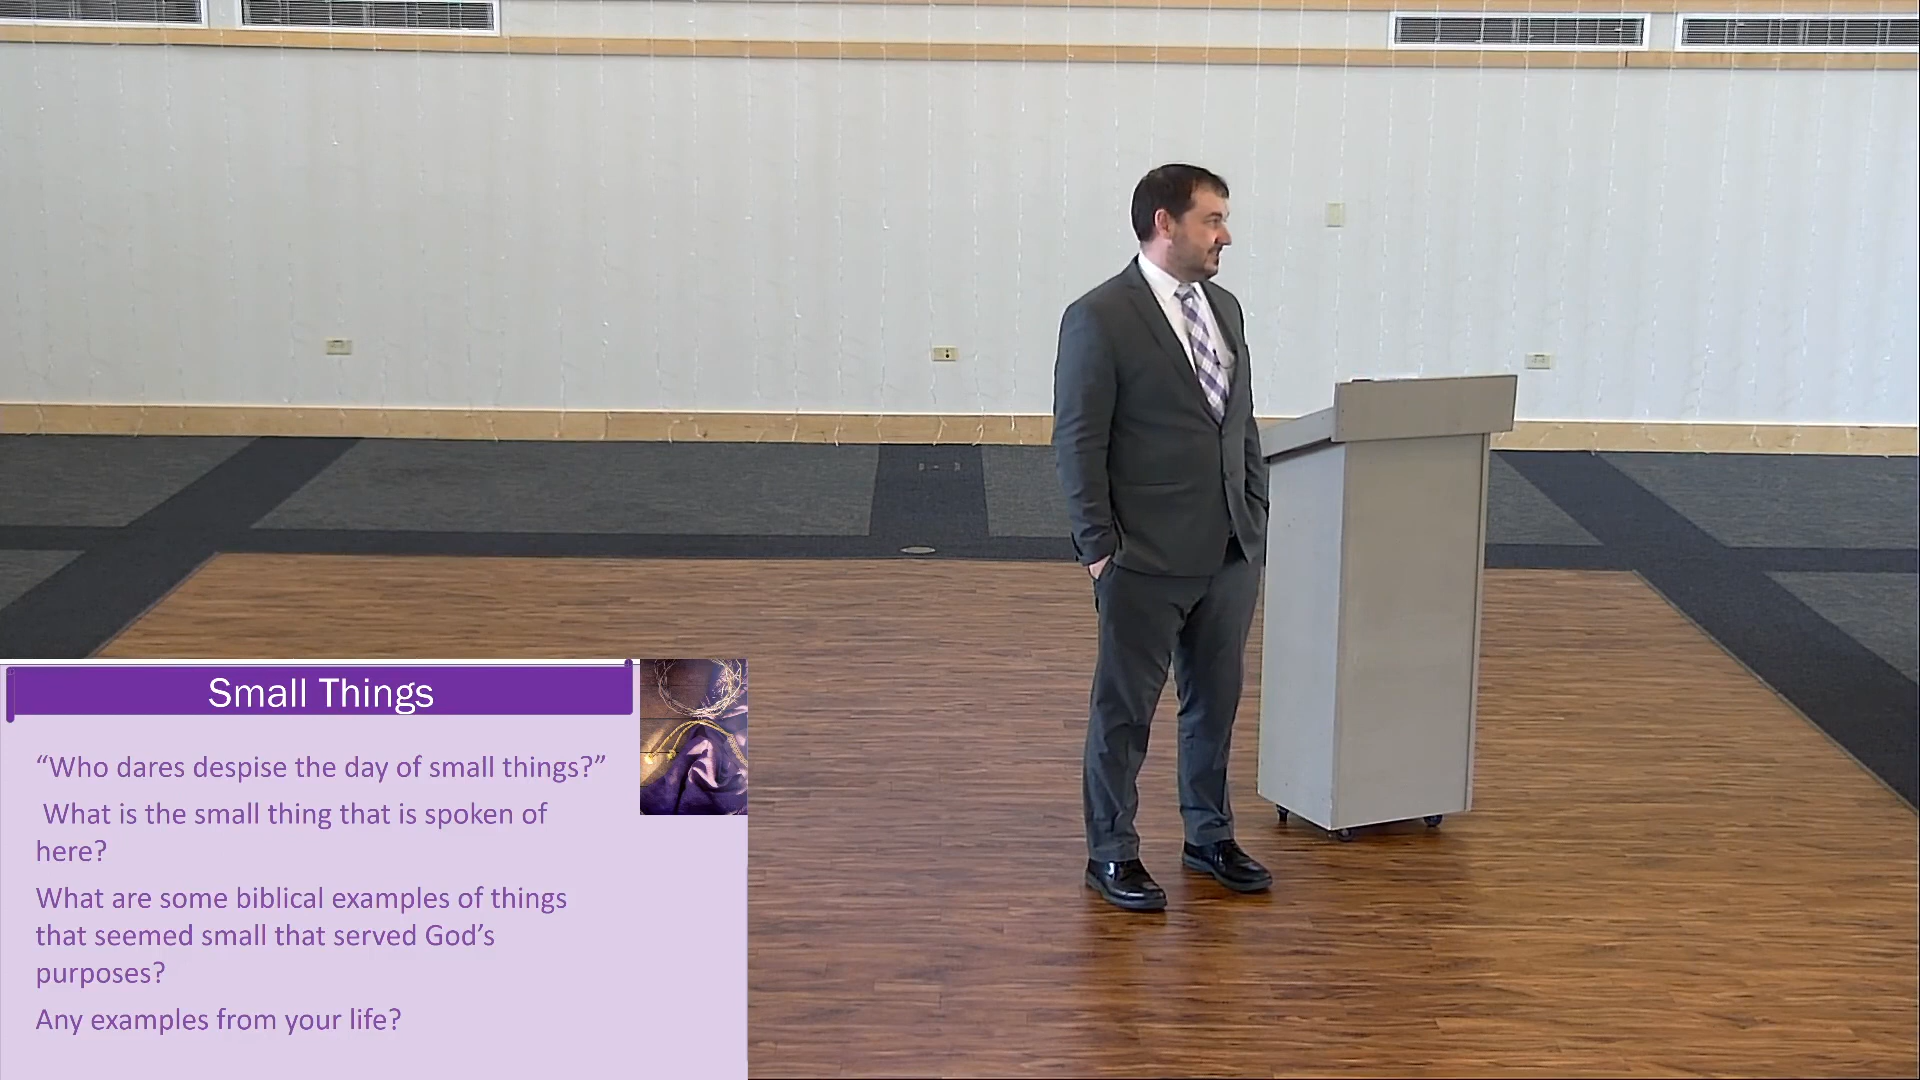 Small Things
“Who dares despise the day of small things?”
What is the small thing that is spoken of
here?
What are some biblical examples of things
that seemed small that served God’s
purposes?
Any examples from your life?